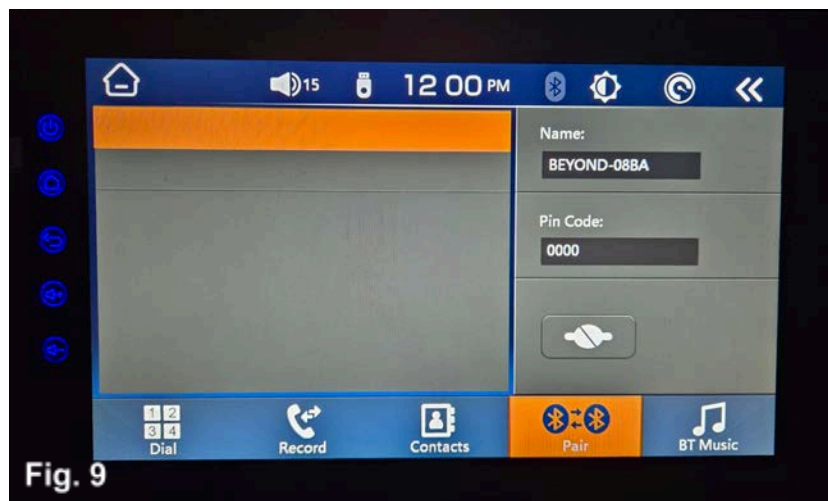 15
12 00 PM
Name:
BEYOND-08BA
Pin Code:
0000
1 2
3 4
Dial
Record
Contacts
Pair
BT Music
Fig. 9